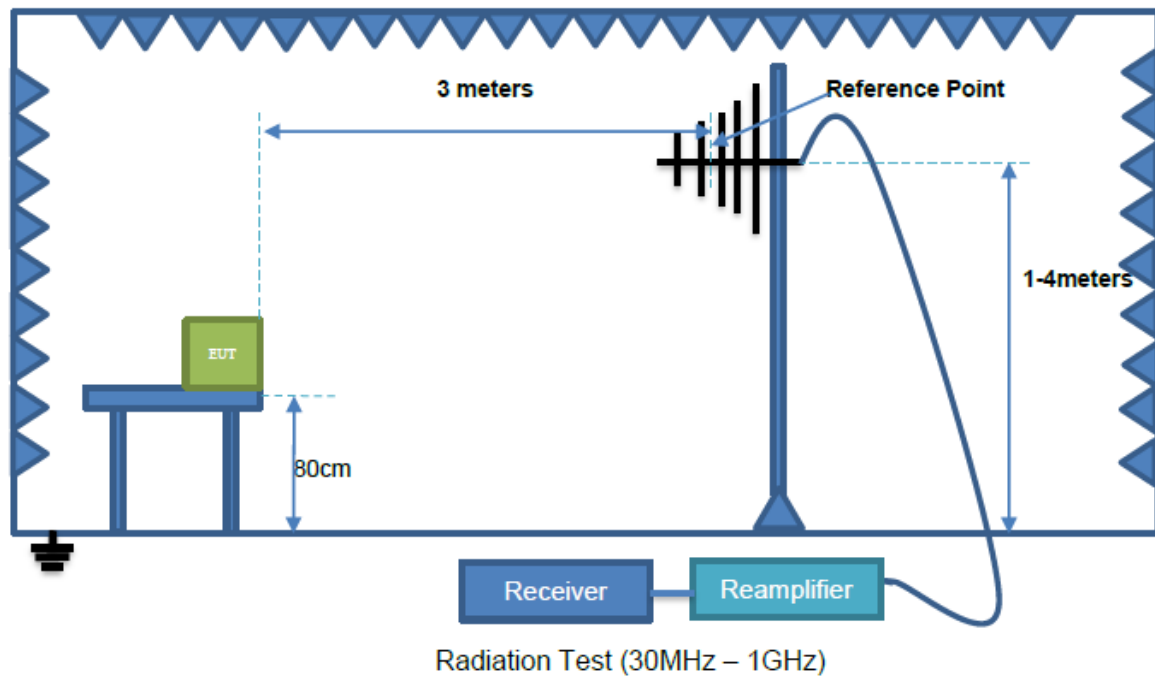 3 meters
Reference Point
1-4meters
EUT
80cm
Receiver
Reamplifier
Radiation Test (30MHz – 1GHz)